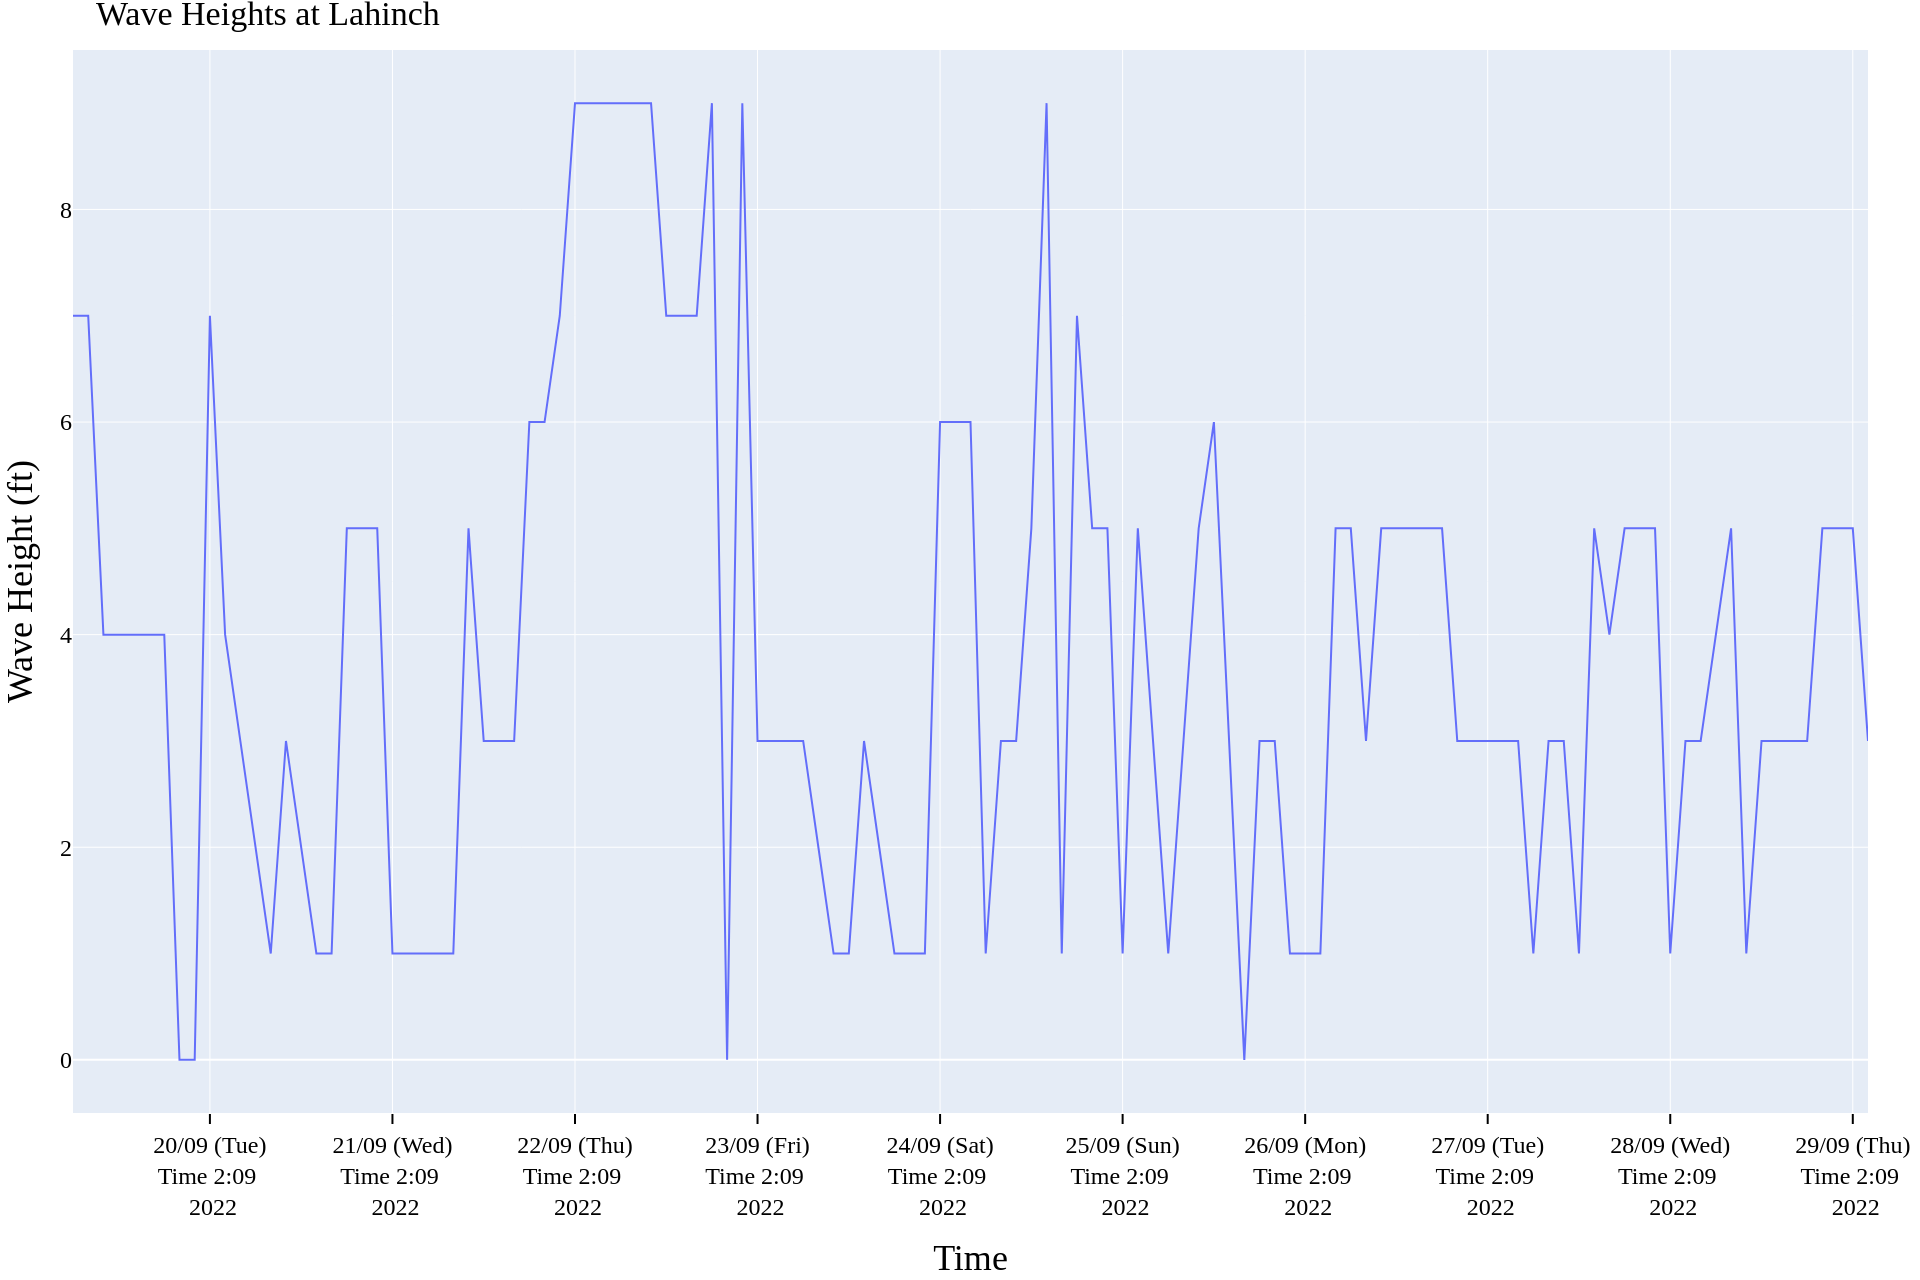 Wave Heights at Lahinch
Wave Height (ft)
8
6
4
2
0
20/09 (Tue) 21/09 (Wed) 22/09 (Thu) 23/09 (Fri) 24/09 (Sat) 25/09 (Sun) 26/09 (Mon) 27/09 (Tue) 28/09 (Wed) 29/09 (Thu)
Time 2:09 Time 2:09 Time 2:09 Time 2:09 Time 2:09 Time 2:09 Time 2:09 Time 2:09 Time 2:09 Time 2:09
2022 2022 2022 2022 2022 2022 2022 2022 2022 2022
Time